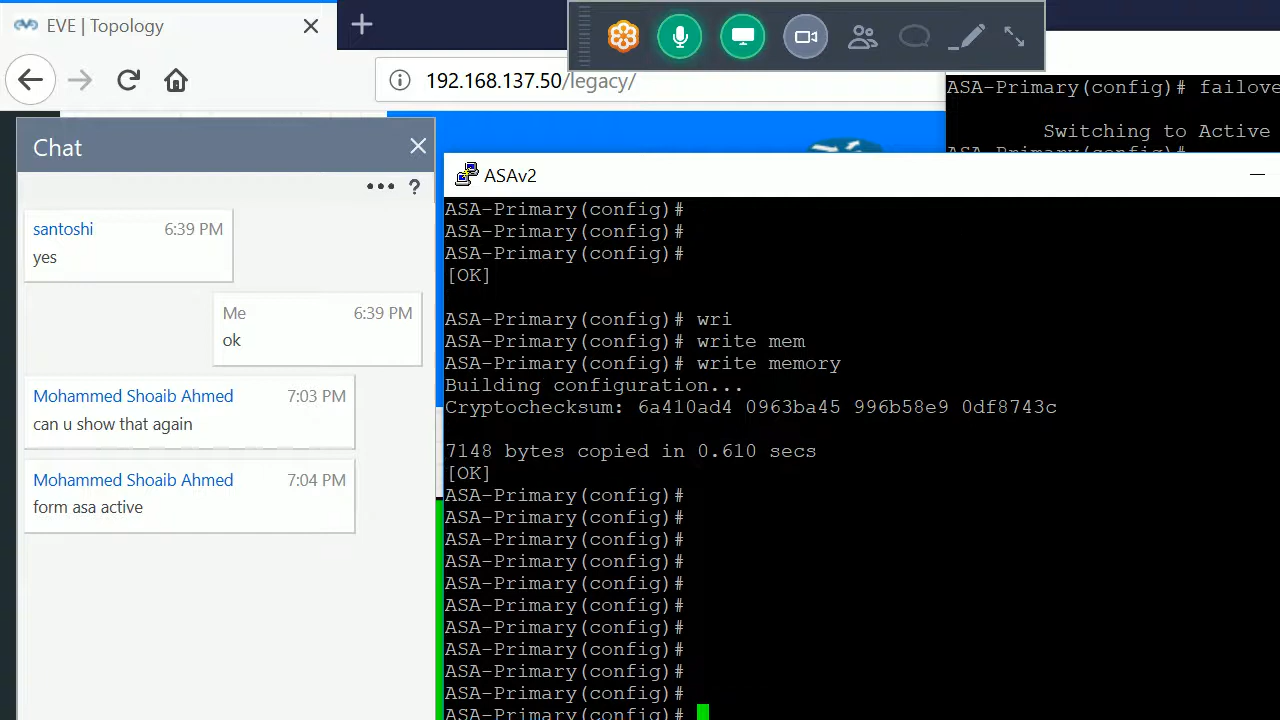 EVE | Topology
192.168.137.50/legacy/
ASA-Primary(config)# failove
Switching to Active
ASA-Primary(config)#
Chat
santoshi 6:39 PM
yes
Me 6:39 PM
ok
Mohammed Shoaib Ahmed 7:03 PM
can u show that again
Mohammed Shoaib Ahmed 7:04 PM
form asa active
ASAv2
ASA-Primary(config)#
ASA-Primary(config)#
ASA-Primary(config)#
[OK]
ASA-Primary(config)# wri
ASA-Primary(config)# write mem
ASA-Primary(config)# write memory
Building configuration...
Cryptochecksum: 6a410ad4 0963ba45 996b58e9 0df8743c
7148 bytes copied in 0.610 secs
[OK]
ASA-Primary(config)#
ASA-Primary(config)#
ASA-Primary(config)#
ASA-Primary(config)#
ASA-Primary(config)#
ASA-Primary(config)#
ASA-Primary(config)#
ASA-Primary(config)#
ASA-Primary(config)#
ASA-Primary(config)#
ASA-Primary(config)#